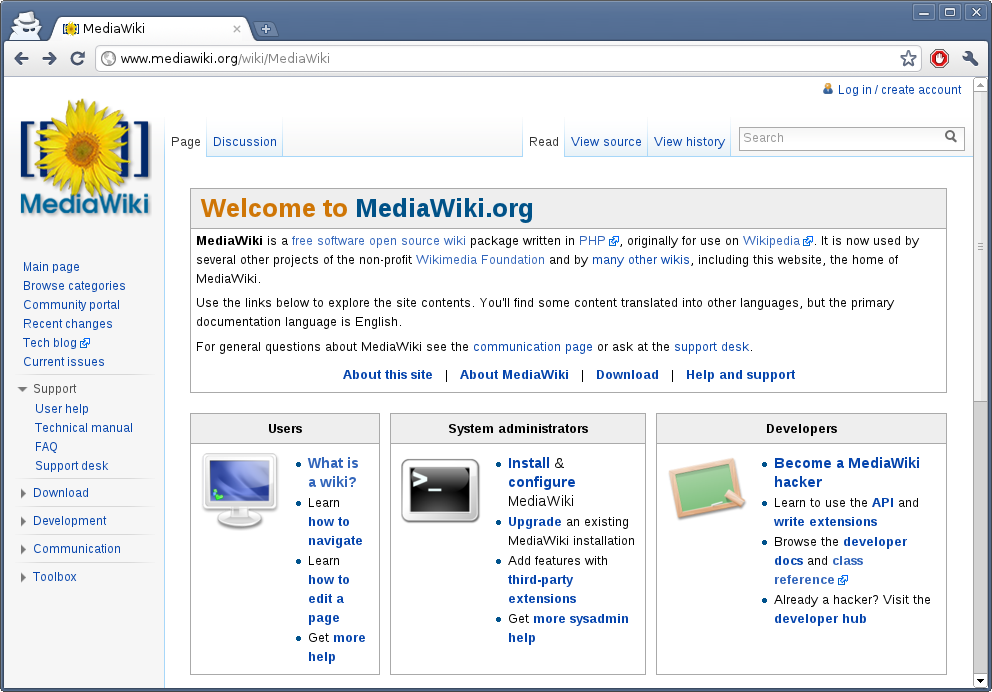 MediaWiki
www.mediawiki.org/wiki/MediaWiki
Log in / create account
MediaWiki
Page
Discussion
Read
View source
View history
Search
Main page
Browse categories
Community portal
Recent changes
Tech blog
Current issues
Support
User help
Technical manual
FAQ
Support desk
Download
Development
Communication
Toolbox
Welcome to MediaWiki.org
MediaWiki is a free software open source wiki package written in PHP, originally for use on Wikipedia. It is now used by
several other projects of the non-profit Wikimedia Foundation and by many other wikis, including this website, the home of
MediaWiki.
Use the links below to explore the site contents. You'll find some content translated into other languages, but the primary
documentation language is English.
For general questions about MediaWiki see the communication page or ask at the support desk.
About this site | About MediaWiki | Download | Help and support
Users
What is
a wiki?
Learn
how to
navigate
Learn
how to
edit a
page
Get more
help
System administrators
>_
Install &
configure
MediaWiki
Upgrade an existing
MediaWiki installation
Add features with
third-party
extensions
Get more sysadmin
help
Developers
Become a MediaWiki
hacker
Learn to use the API and
write extensions
Browse the developer
docs and class
reference
Already a hacker? Visit the
developer hub